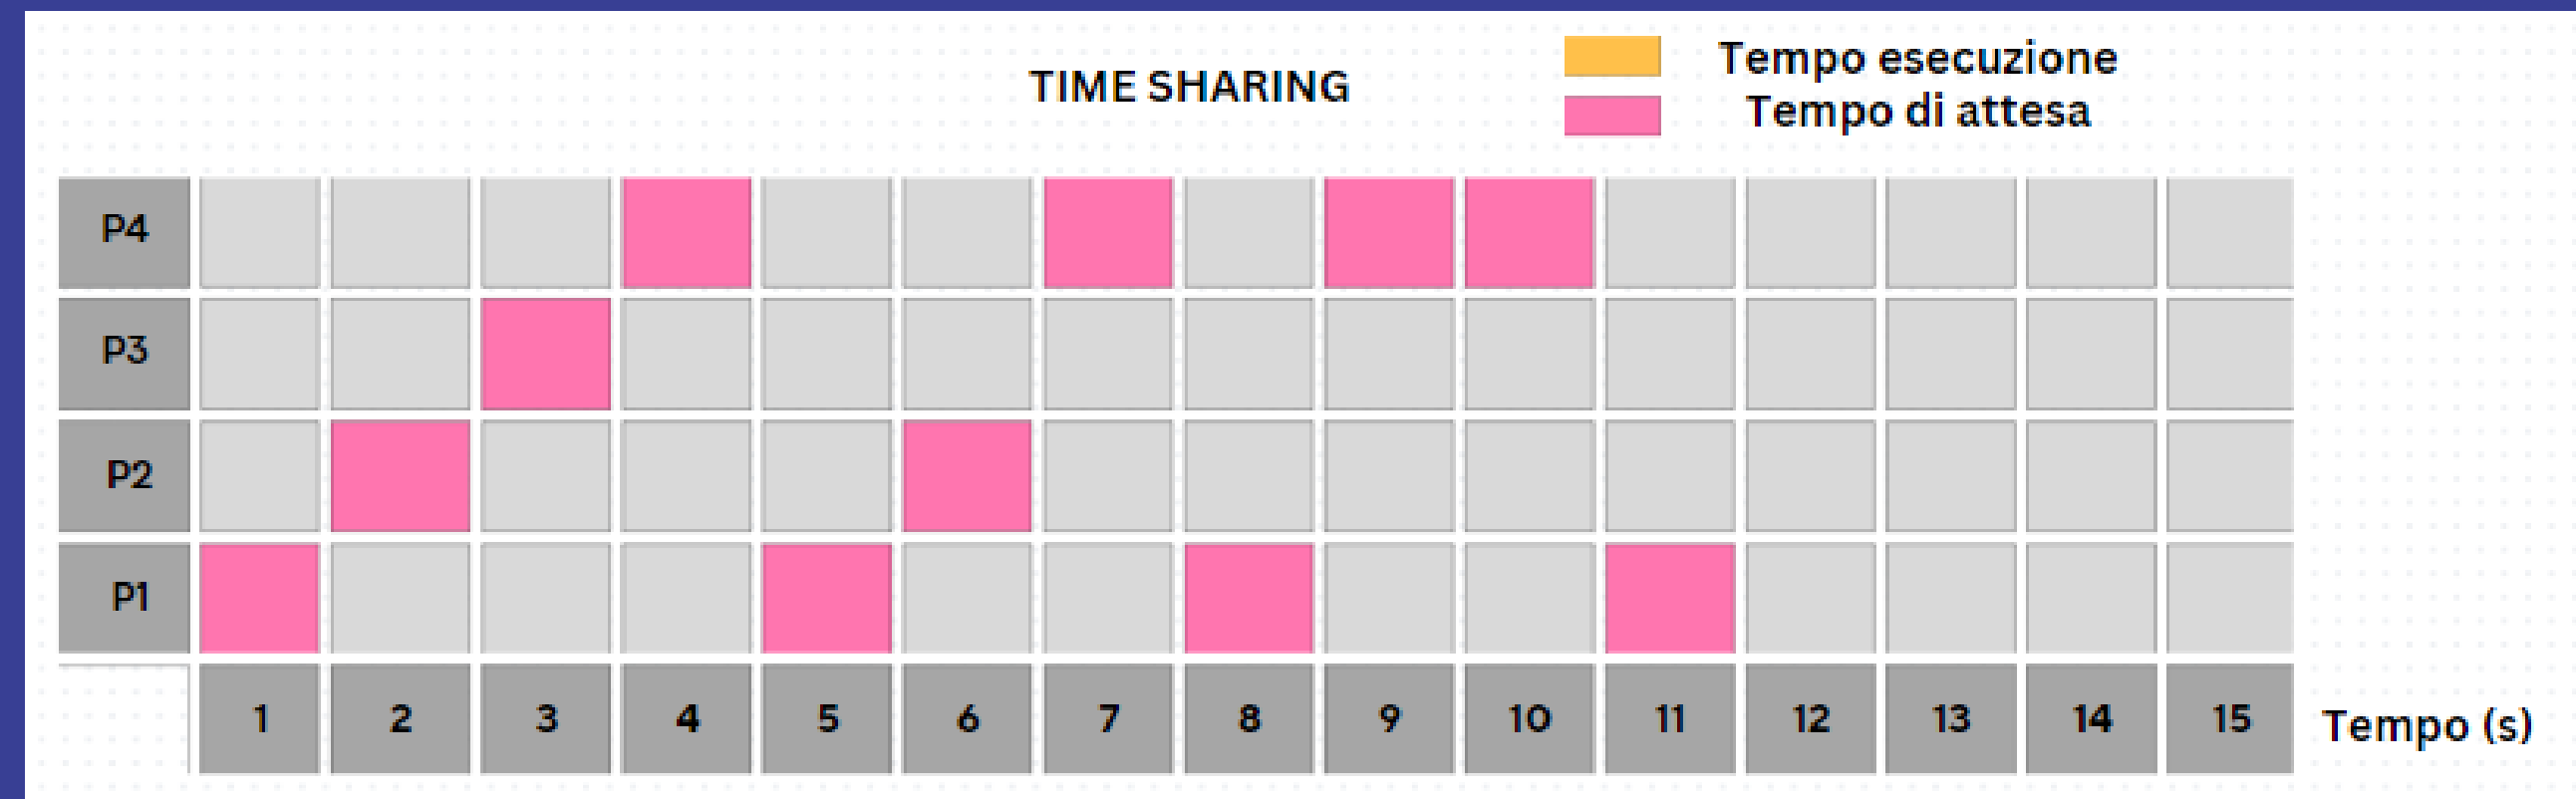 TIME SHARING
Tempo esecuzione
Tempo di attesa
P4
P3
P2
P1
1 2 3 4 5 6 7 8 9 10 11 12 13 14 15 Tempo (s)